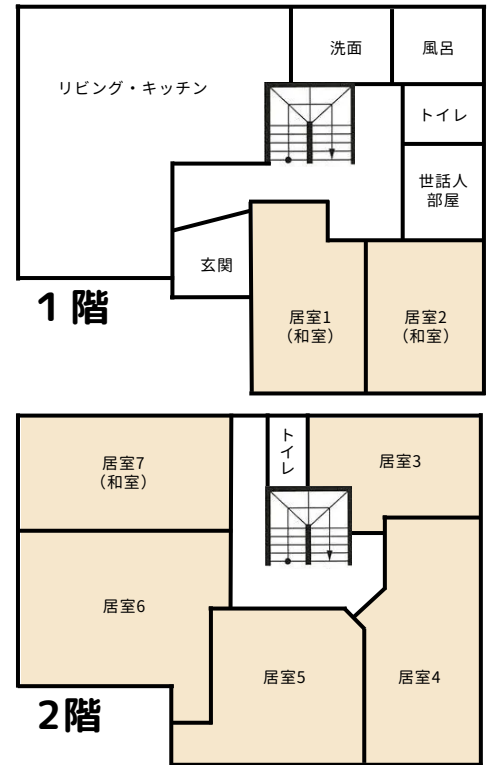 洗面
風呂
リビング・キッチン
トイレ
世話人
部屋
玄関
居室1
（和室）
居室2
（和室）
1階
居室7
（和室）
トイレ
居室3
居室6
居室5
居室4
2階